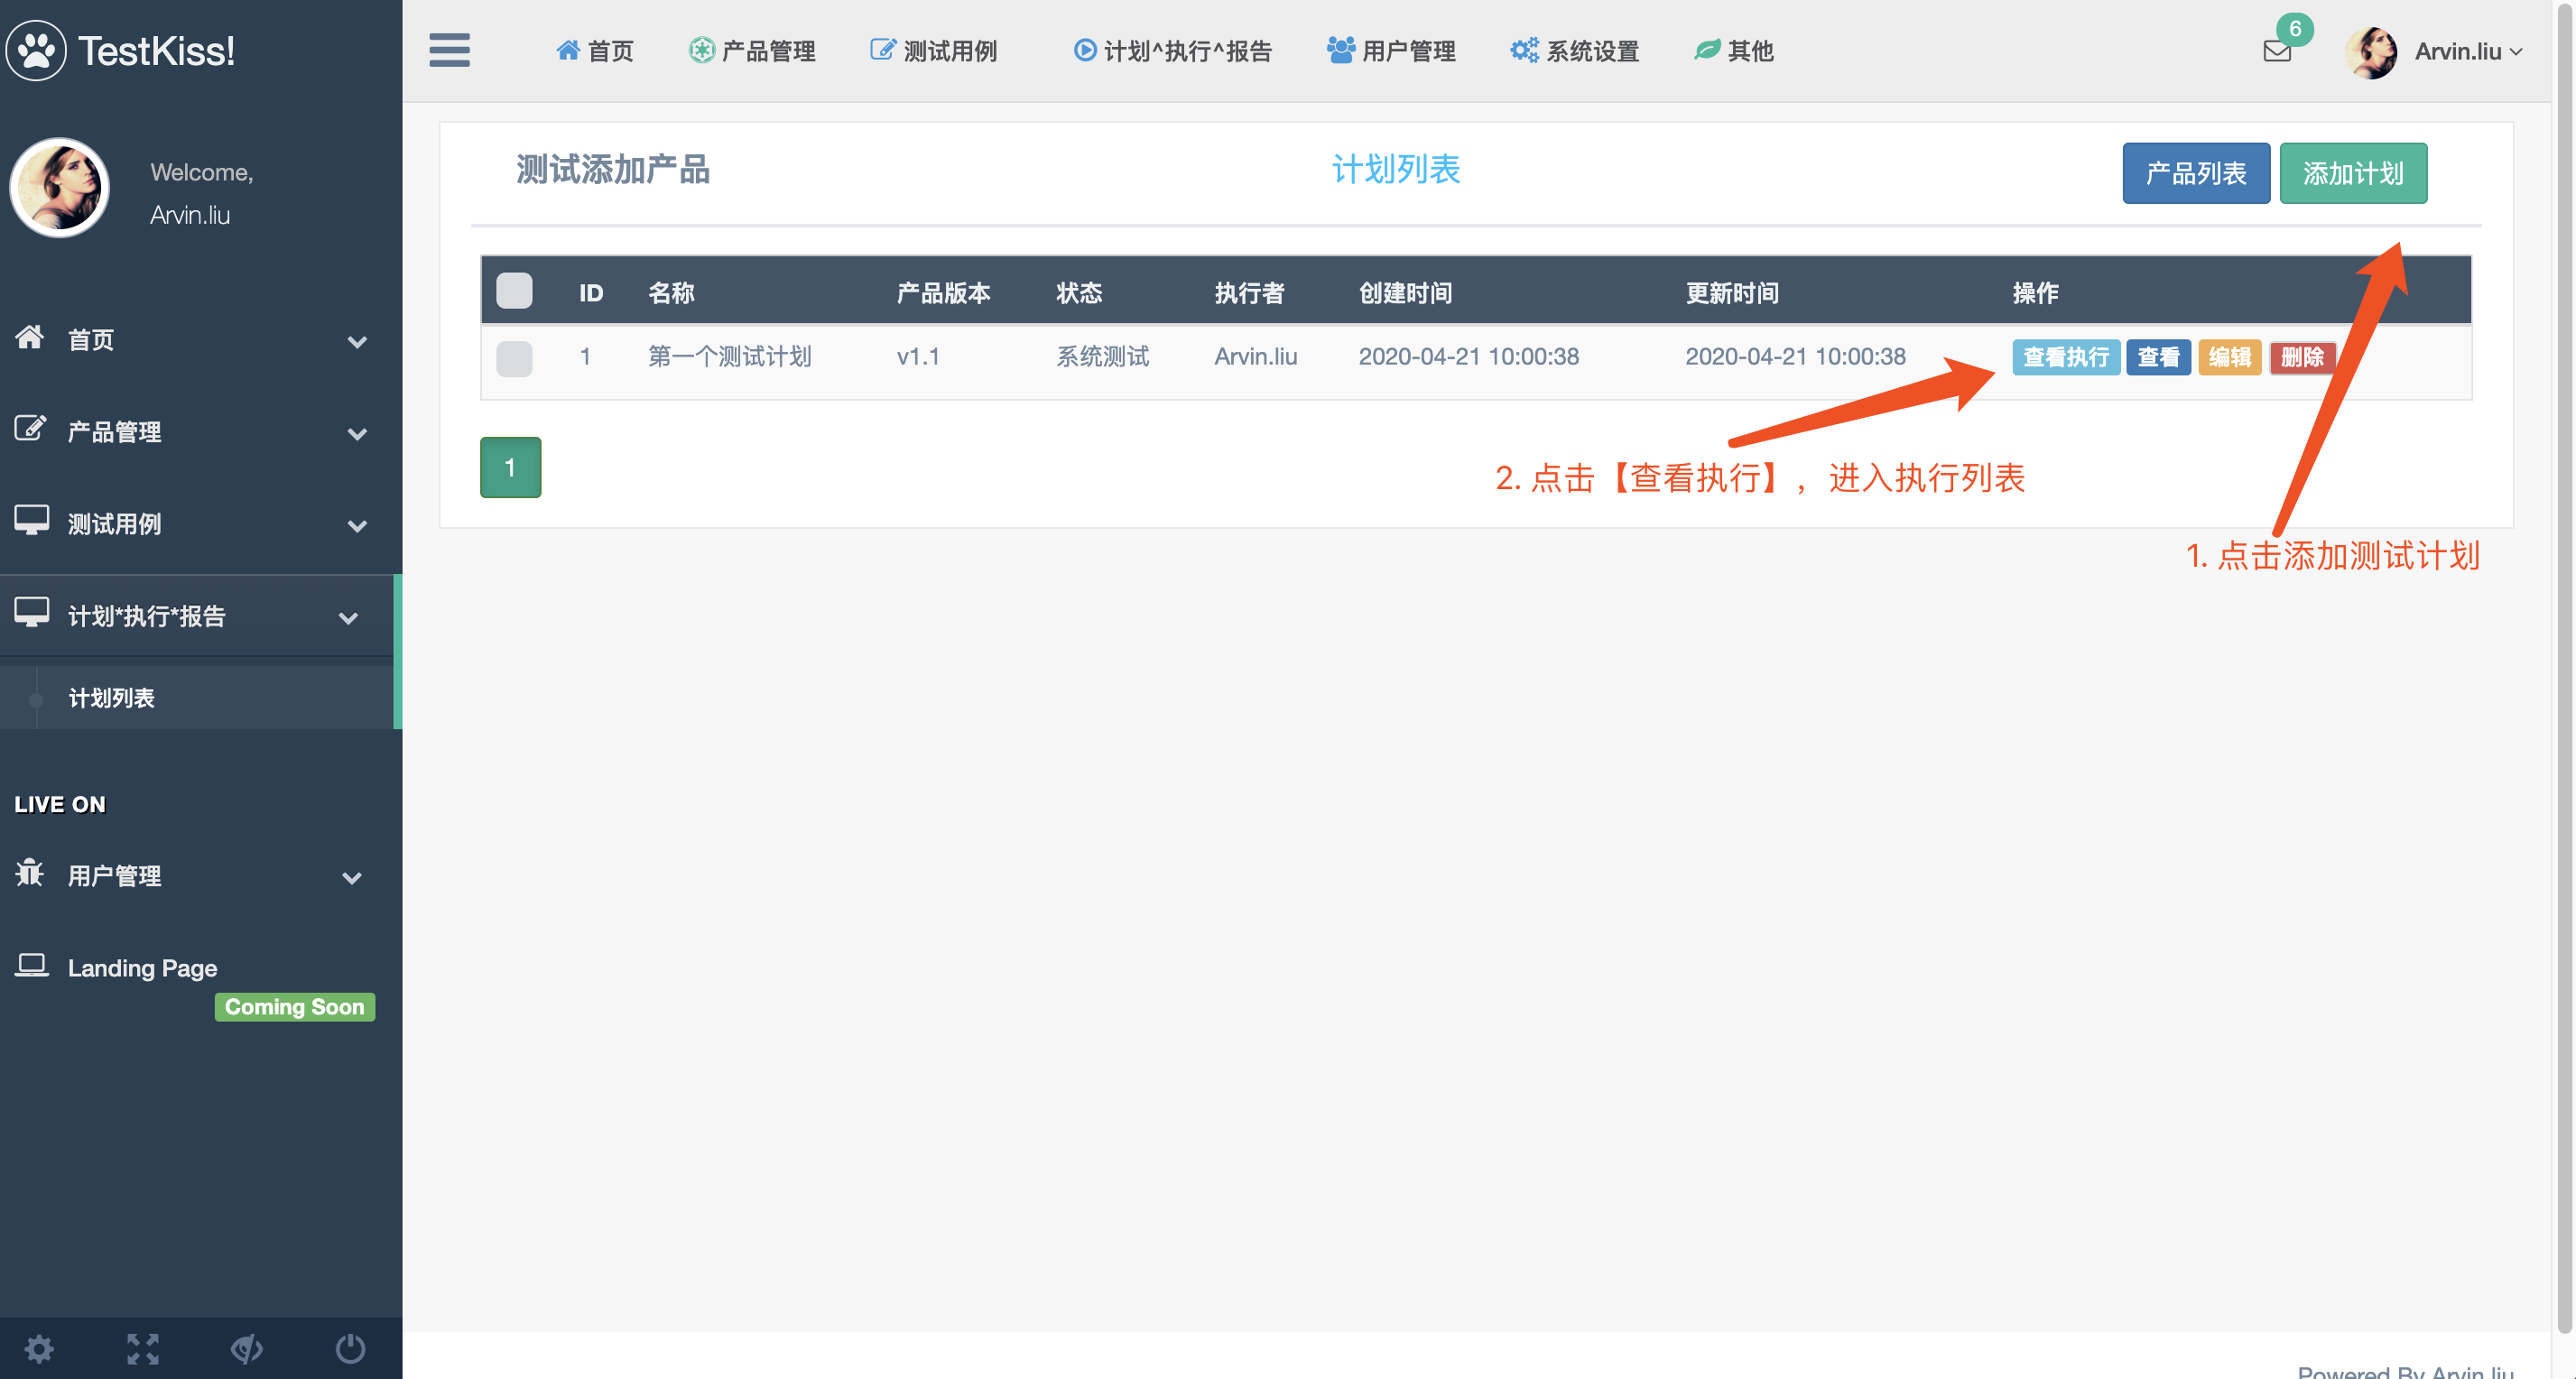 TestKiss!
Welcome,
Arvin.liu
首页
产品管理
测试用例
计划*执行*报告
计划列表
LIVE ON
用户管理
Landing Page
Coming Soon
首页 产品管理 测试用例 计划^执行^报告 用户管理 系统设置 其他 6 Arvin.liu
测试添加产品 计划列表 产品列表 添加计划
ID 名称 产品版本 状态 执行者 创建时间 更新时间 操作
1 第一个测试计划 v1.1 系统测试 Arvin.liu 2020-04-21 10:00:38 2020-04-21 10:00:38 查看执行 查看 编辑 删除
1
2. 点击【查看执行】，进入执行列表
1. 点击添加测试计划
Powered By Arvin.liu